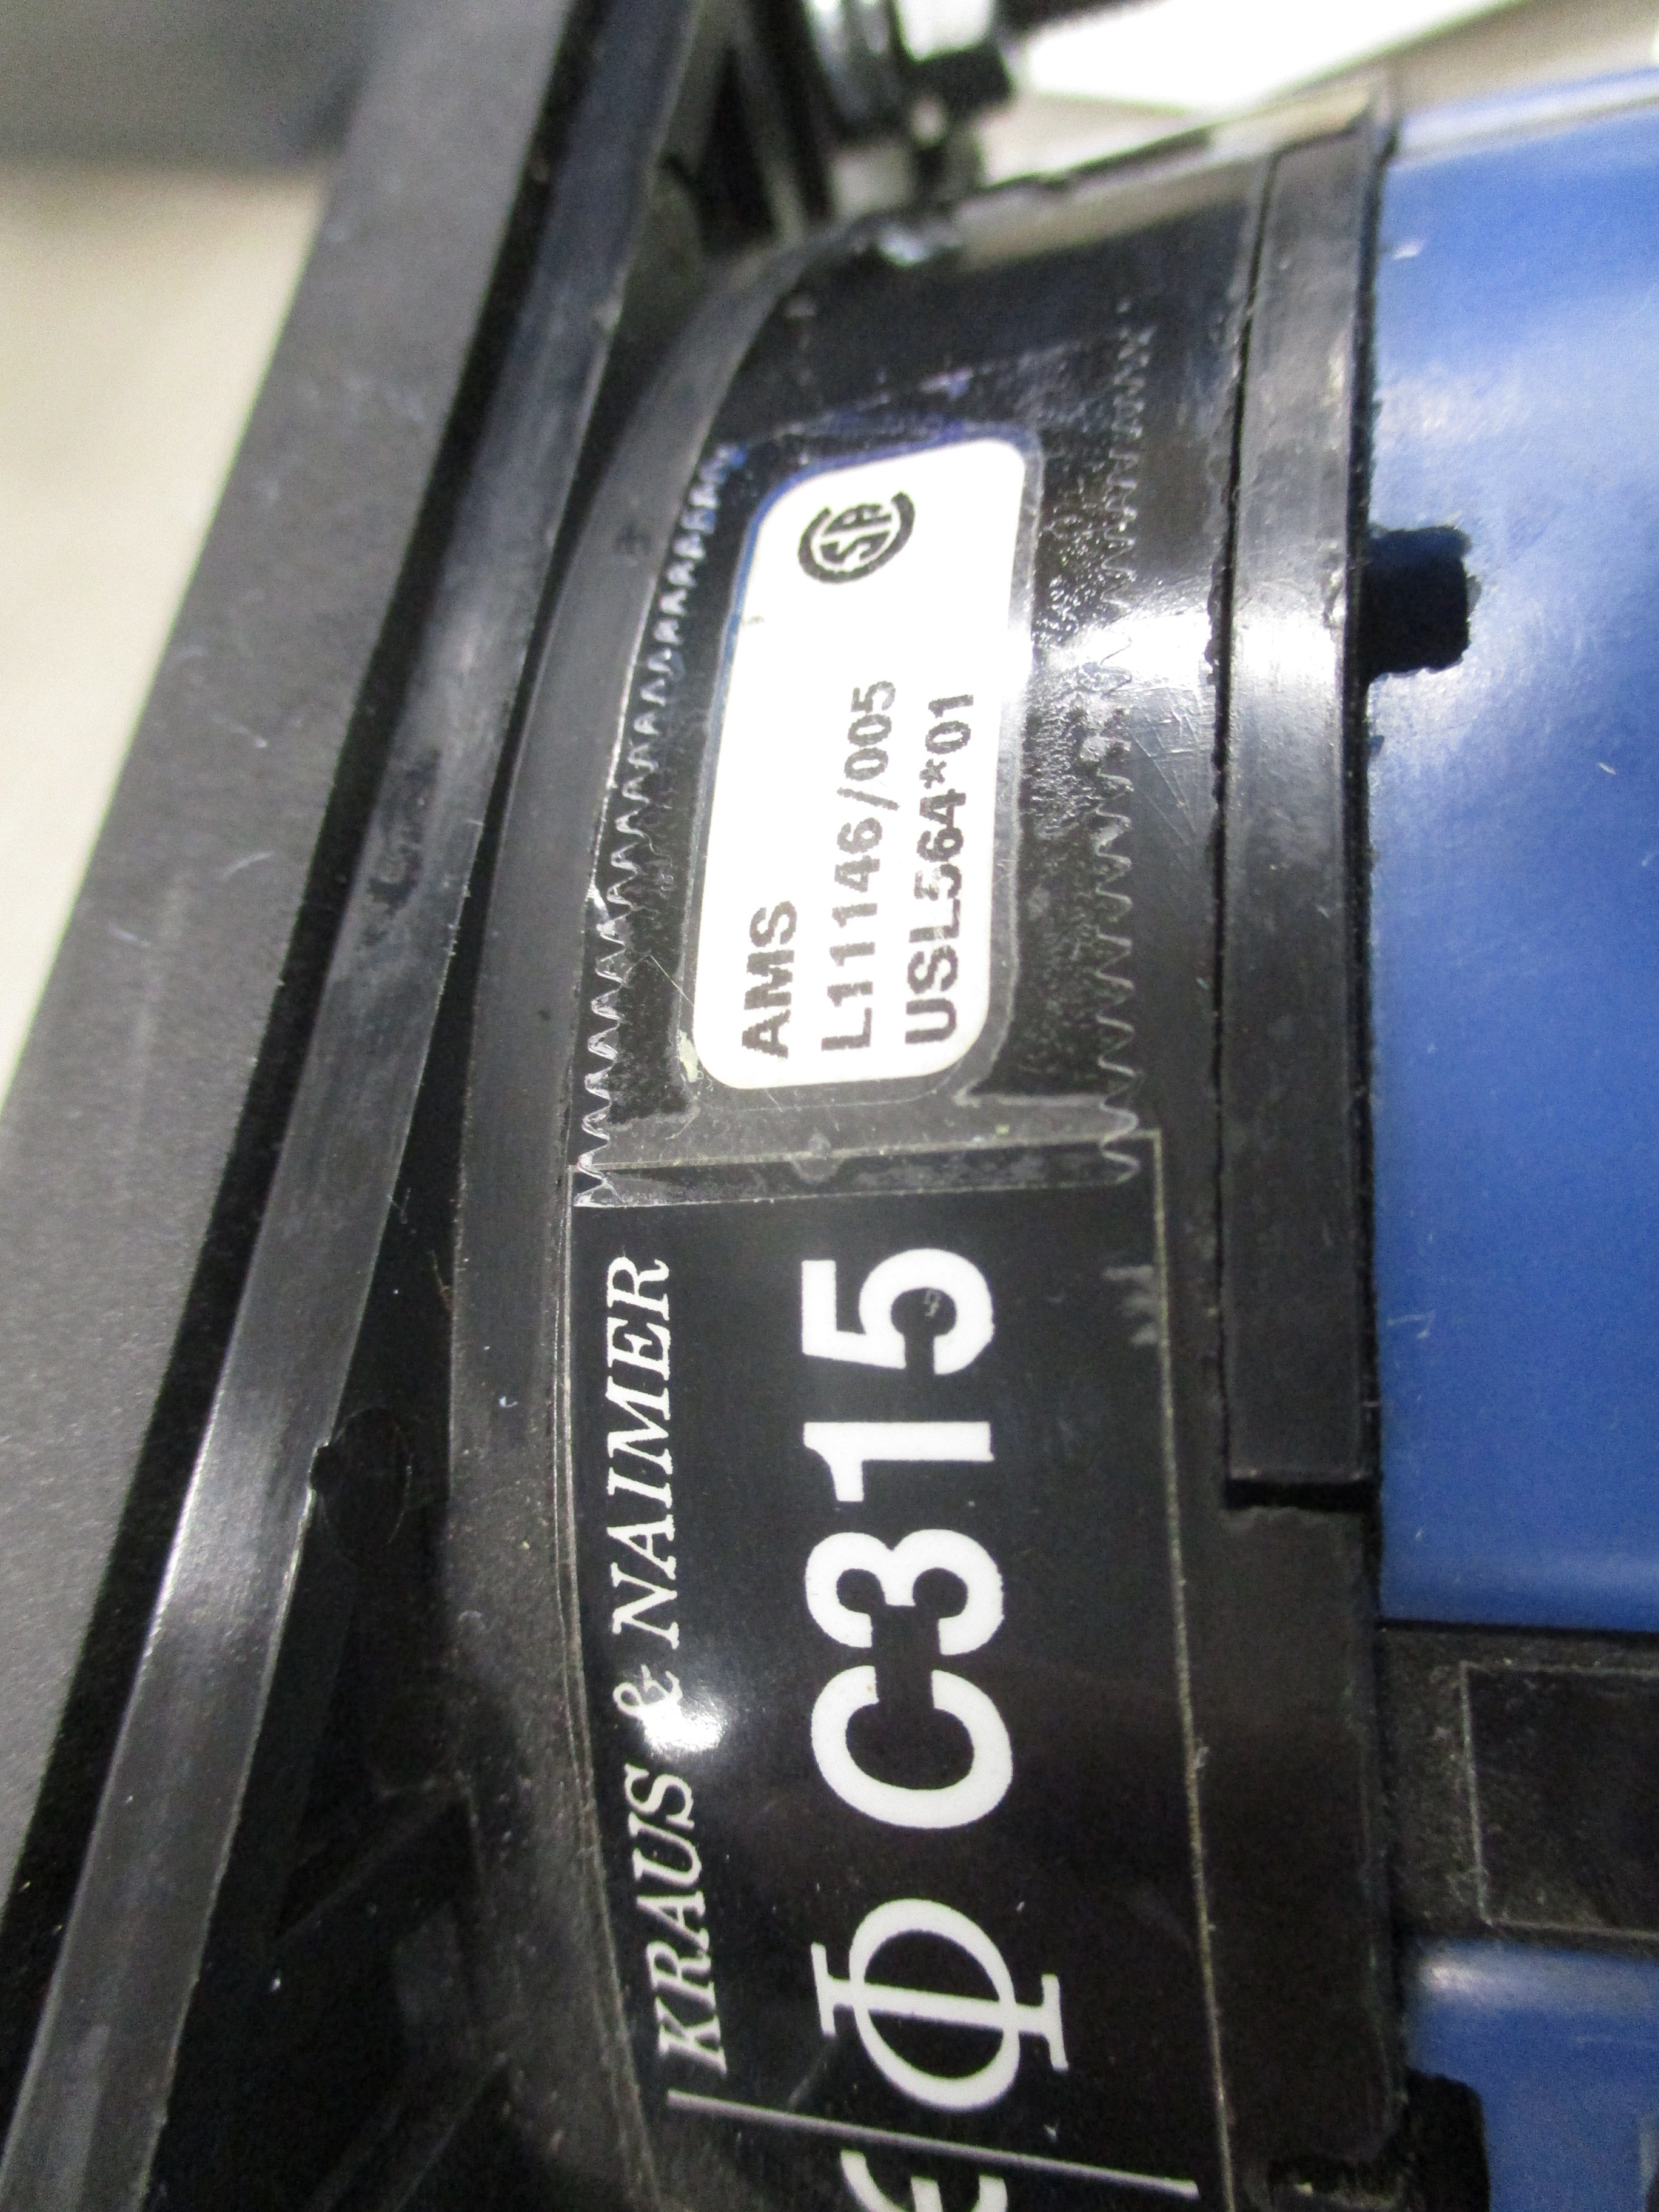 AMS
L11146/005
USL564*01
KRAUS & NAIMER
Φ C315